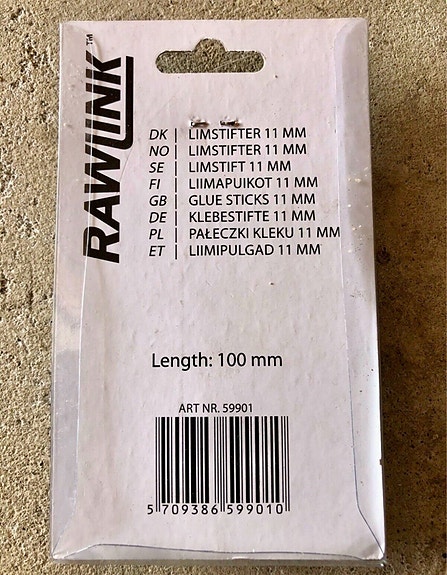 RAWLINK™
DK | LIMSTIFTER 11 MM
NO | LIMSTIFTER 11 MM
SE | LIMSTIFT 11 MM
FI | LIIMAPUIKOT 11 MM
GB | GLUE STICKS 11 MM
DE | KLEBESTIFTE 11 MM
PL | PAŁECZKI KLEKU 11 MM
ET | LIIMIPULGAD 11 MM
Length: 100 mm
ART NR. 59901
5 709386 599010